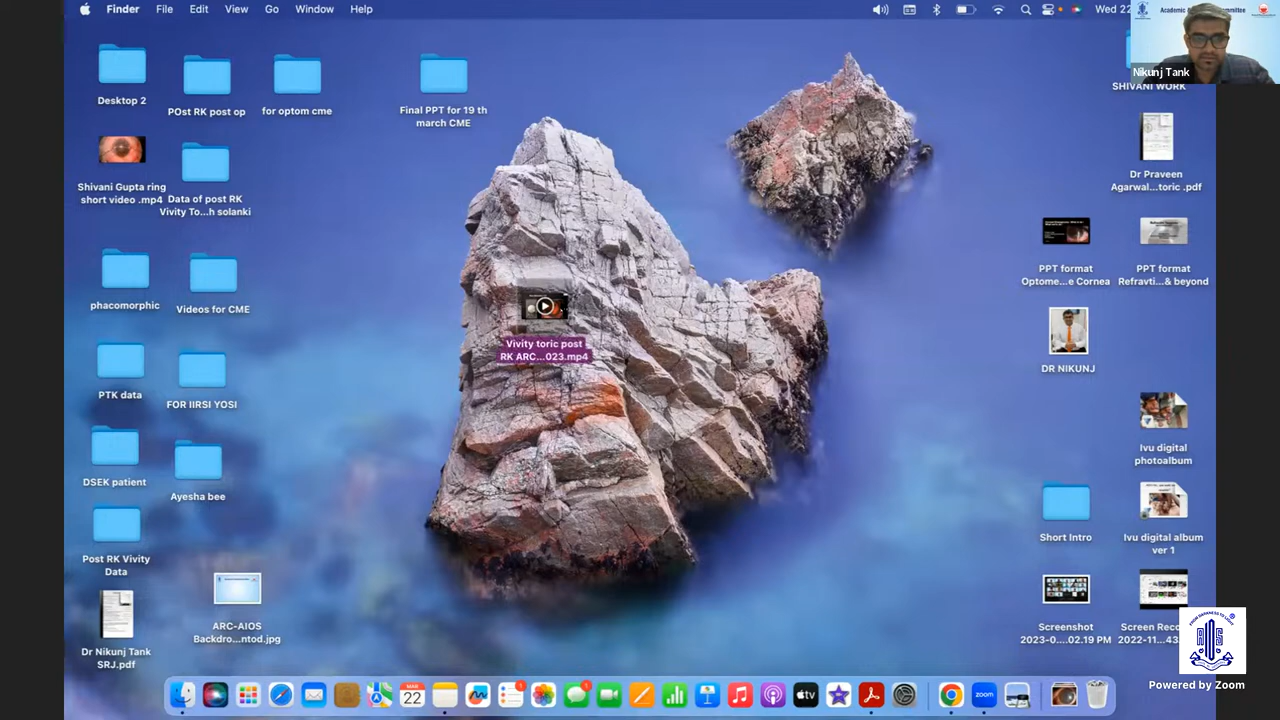 Finder File Edit View Go Window Help
Wed 22
Nikunj Tank
Desktop 2
POst RK post op
for optom cme
Final PPT for 19 th
march CME
SHIVANI WORK
Shivani Gupta ring
short video .mp4
Data of post RK
Vivity To...h solanki
Dr Praveen
Agarwal...toric .pdf
phacomorphic
Videos for CME
PPT format
Optome...e Cornea
PPT format
Refravti...& beyond
Vivity toric post
RK ARC...023.mp4
DR NIKUNJ
PTK data
FOR IIRSI YOSI
Ivu digital
photoalbum
DSEK patient
Ayesha bee
Short Intro
Ivu digital album
ver 1
Post RK Vivity
Data
ARC-AIOS
Backdro...ntod.jpg
Screenshot
2023-0....02.19 PM
Screen Reco
2022-11...43
Dr Nikunj Tank
SRJ.pdf
MAR
22
zoom
tv
Powered by Zoom